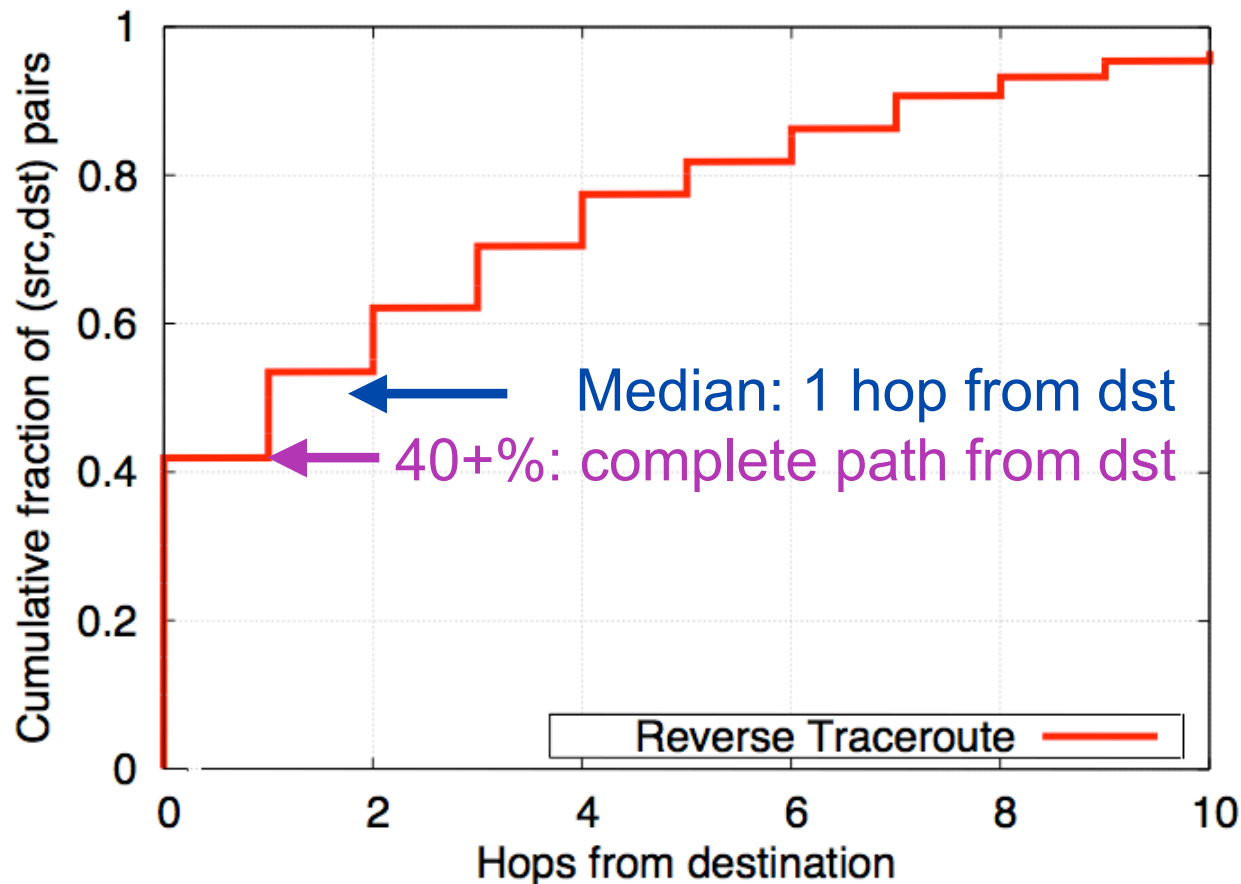 Cumulative fraction of (src,dst) pairs
1
0.8
0.6
0.4
0.2
0
Median: 1 hop from dst
40+%: complete path from dst
Reverse Traceroute
0 2 4 6 8 10
Hops from destination